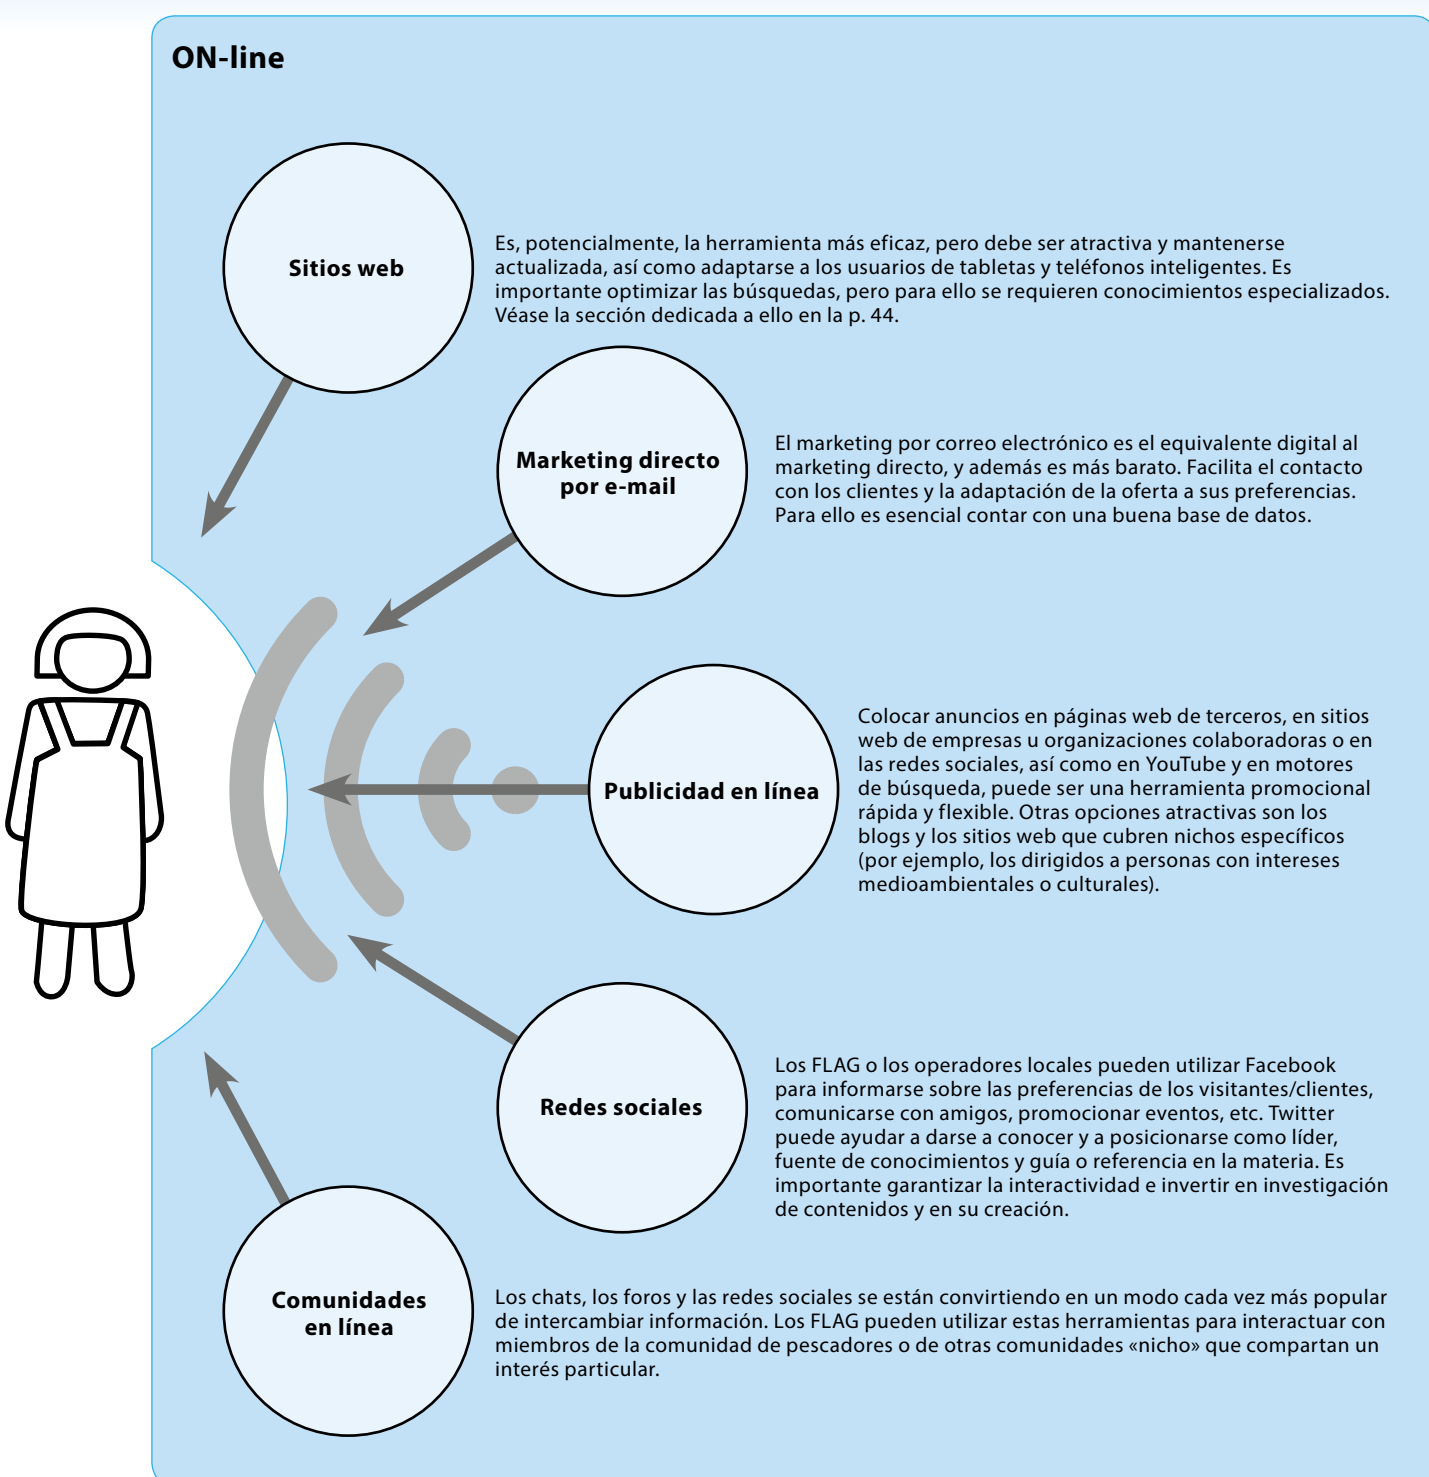 ON-line
Sitios web
Es, potencialmente, la herramienta más eficaz, pero debe ser atractiva y mantenerse
actualizada, así como adaptarse a los usuarios de tabletas y teléfonos inteligentes. Es
importante optimizar las búsquedas, pero para ello se requieren conocimientos especializados.
Véase la sección dedicada a ello en la p. 44.
Marketing directo
por e-mail
El marketing por correo electrónico es el equivalente digital al
marketing directo, y además es más barato. Facilita el contacto
con los clientes y la adaptación de la oferta a sus preferencias.
Para ello es esencial contar con una buena base de datos.
Publicidad en línea
Colocar anuncios en páginas web de terceros, en sitios
web de empresas u organizaciones colaboradoras o en
las redes sociales, así como en YouTube y en motores
de búsqueda, puede ser una herramienta promocional
rápida y flexible. Otras opciones atractivas son los
blogs y los sitios web que cubren nichos específicos
(por ejemplo, los dirigidos a personas con intereses
medioambientales o culturales).
Redes sociales
Los FLAG o los operadores locales pueden utilizar Facebook
para informarse sobre las preferencias de los visitantes/clientes,
comunicarse con amigos, promocionar eventos, etc. Twitter
puede ayudar a darse a conocer y a posicionarse como líder,
fuente de conocimientos y guía o referencia en la materia. Es
importante garantizar la interactividad e invertir en investigación
de contenidos y en su creación.
Comunidades
en línea
Los chats, los foros y las redes sociales se están convirtiendo en un modo cada vez más popular
de intercambiar información. Los FLAG pueden utilizar estas herramientas para interactuar con
miembros de la comunidad de pescadores o de otras comunidades «nicho» que compartan un
interés particular.